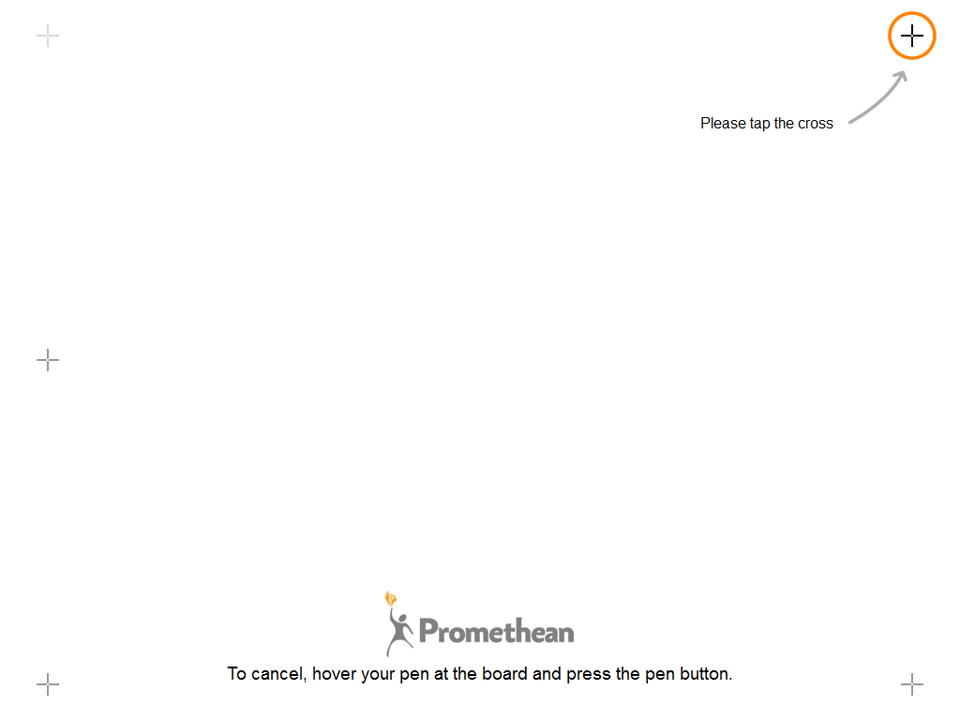 Please tap the cross
Promethean
To cancel, hover your pen at the board and press the pen button.